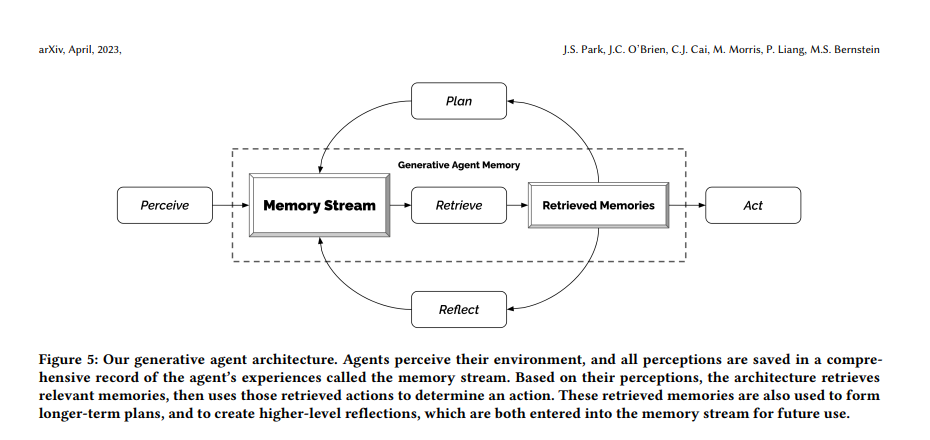 arXiv, April, 2023,
J.S. Park, J.C. O'Brien, C.J. Cai, M. Morris, P. Liang, M.S. Bernstein
Plan
Generative Agent Memory
Perceive
Memory Stream
Retrieve
Retrieved Memories
Act
Reflect
Figure 5: Our generative agent architecture. Agents perceive their environment, and all perceptions are saved in a compre-
hensive record of the agent's experiences called the memory stream. Based on their perceptions, the architecture retrieves
relevant memories, then uses those retrieved actions to determine an action. These retrieved memories are also used to form
longer-term plans, and to create higher-level reflections, which are both entered into the memory stream for future use.